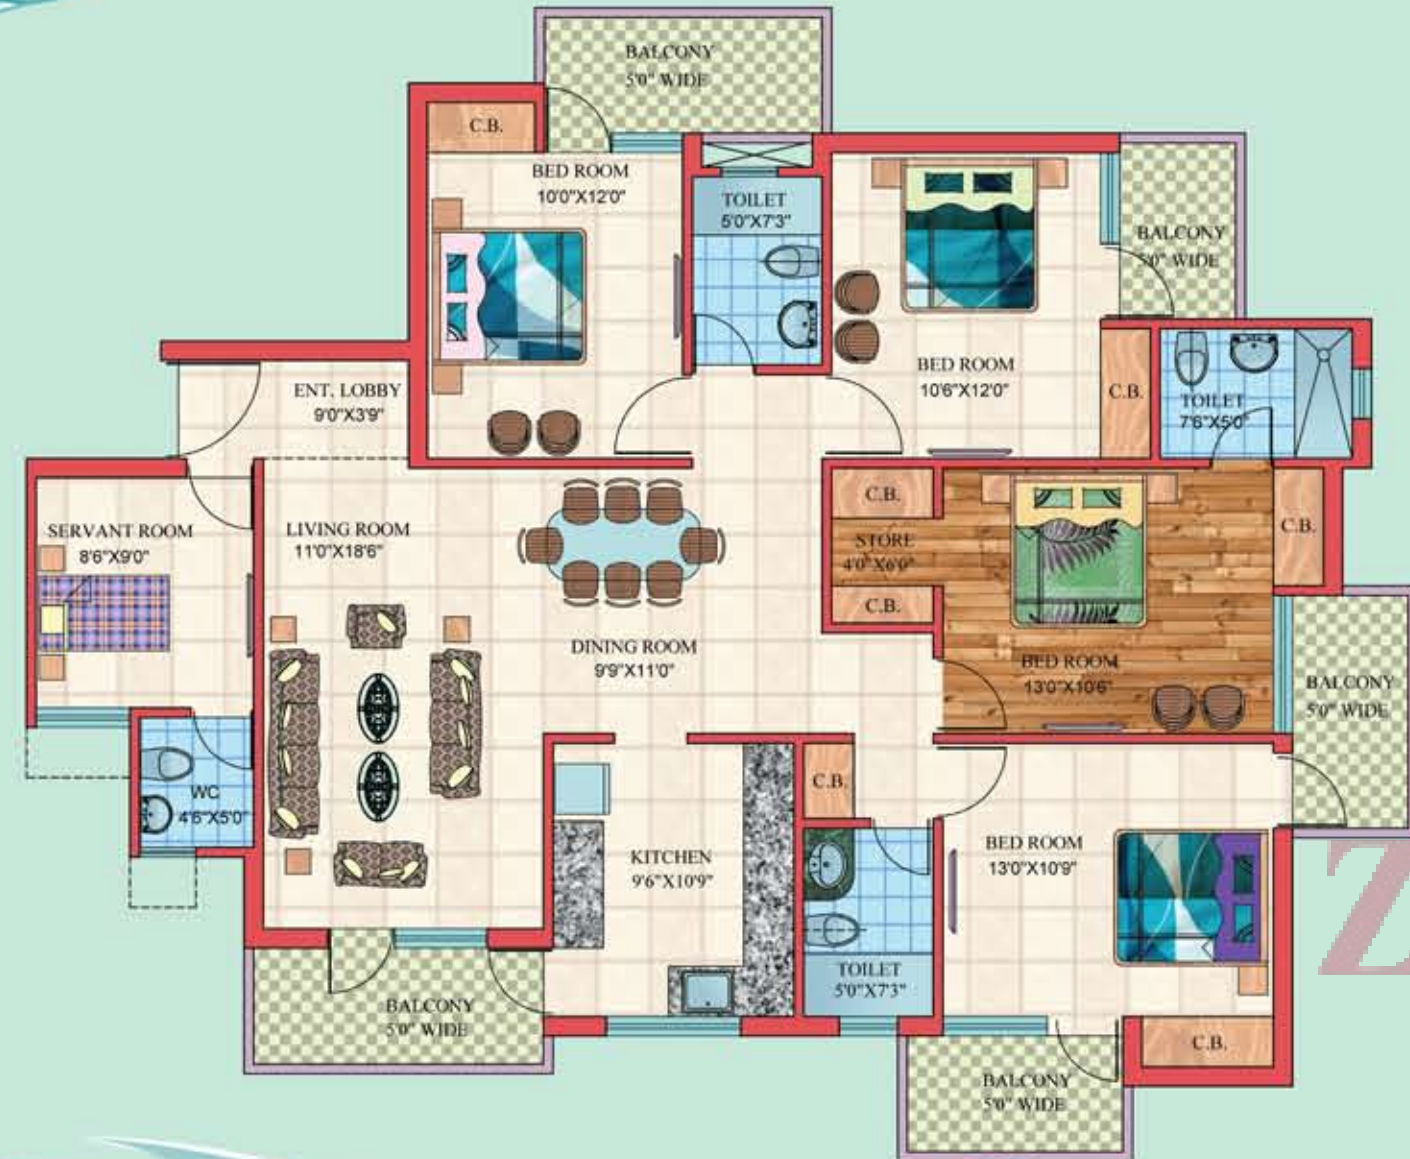 BALCONY
5'0" WIDE
C.B.
BED ROOM
10'0"X12'0"
TOILET
5'0"X7'3"
BALCONY
5'0" WIDE
BED ROOM
10'6"X12'0"
C.B.
TOILET
7'6"X5'0"
ENT. LOBBY
9'0"X3'9"
SERVANT ROOM
8'6"X9'0"
LIVING ROOM
11'0"X18'6"
C.B.
STORE
4'0"X6'0"
C.B.
C.B.
DINING ROOM
9'9"X11'0"
BED ROOM
13'0"X10'6"
BALCONY
5'0" WIDE
WC
4'6"X5'0"
C.B.
KITCHEN
9'6"X10'9"
BED ROOM
13'0"X10'9"
Z
TOILET
5'0"X7'3"
BALCONY
5'0" WIDE
C.B.
BALCONY
5'0" WIDE